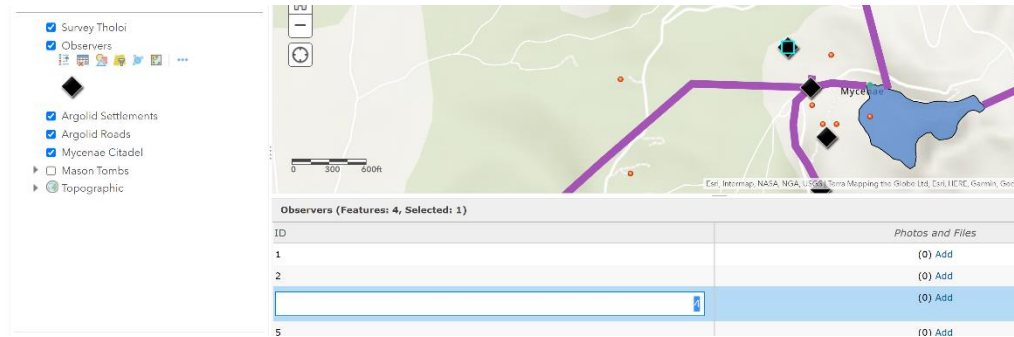 Survey Tholoi
Observers
Argolid Settlements
Argolid Roads
Mycenae Citadel
Mason Tombs
Topographic
Mycenae
0 300 600ft
Esri, Intermap, NASA, NGA, USGS | Terra Mapping the Globe Ltd, Esri, HERE, Garmin, Geo
Observers (Features: 4, Selected: 1)
ID Photos and Files
1 (0) Add
2 (0) Add
4 (0) Add
5 (0) Add